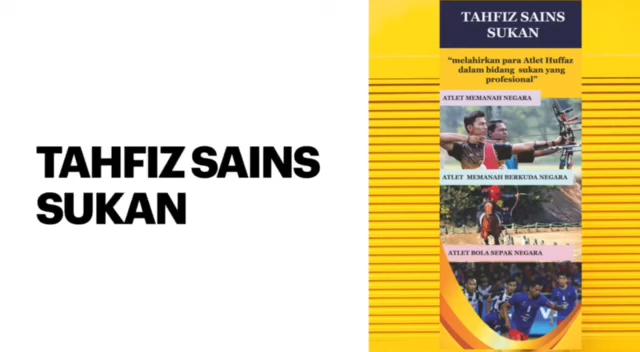 TAHFIZ SAINS
SUKAN
TAHFIZ SAINS
SUKAN
“melahirkan para Atlet Huffaz
dalam bidang sukan yang
profesional”
ATLET MEMANAH NEGARA
ATLET MEMANAH BERKUDA NEGARA
ATLET BOLA SEPAK NEGARA